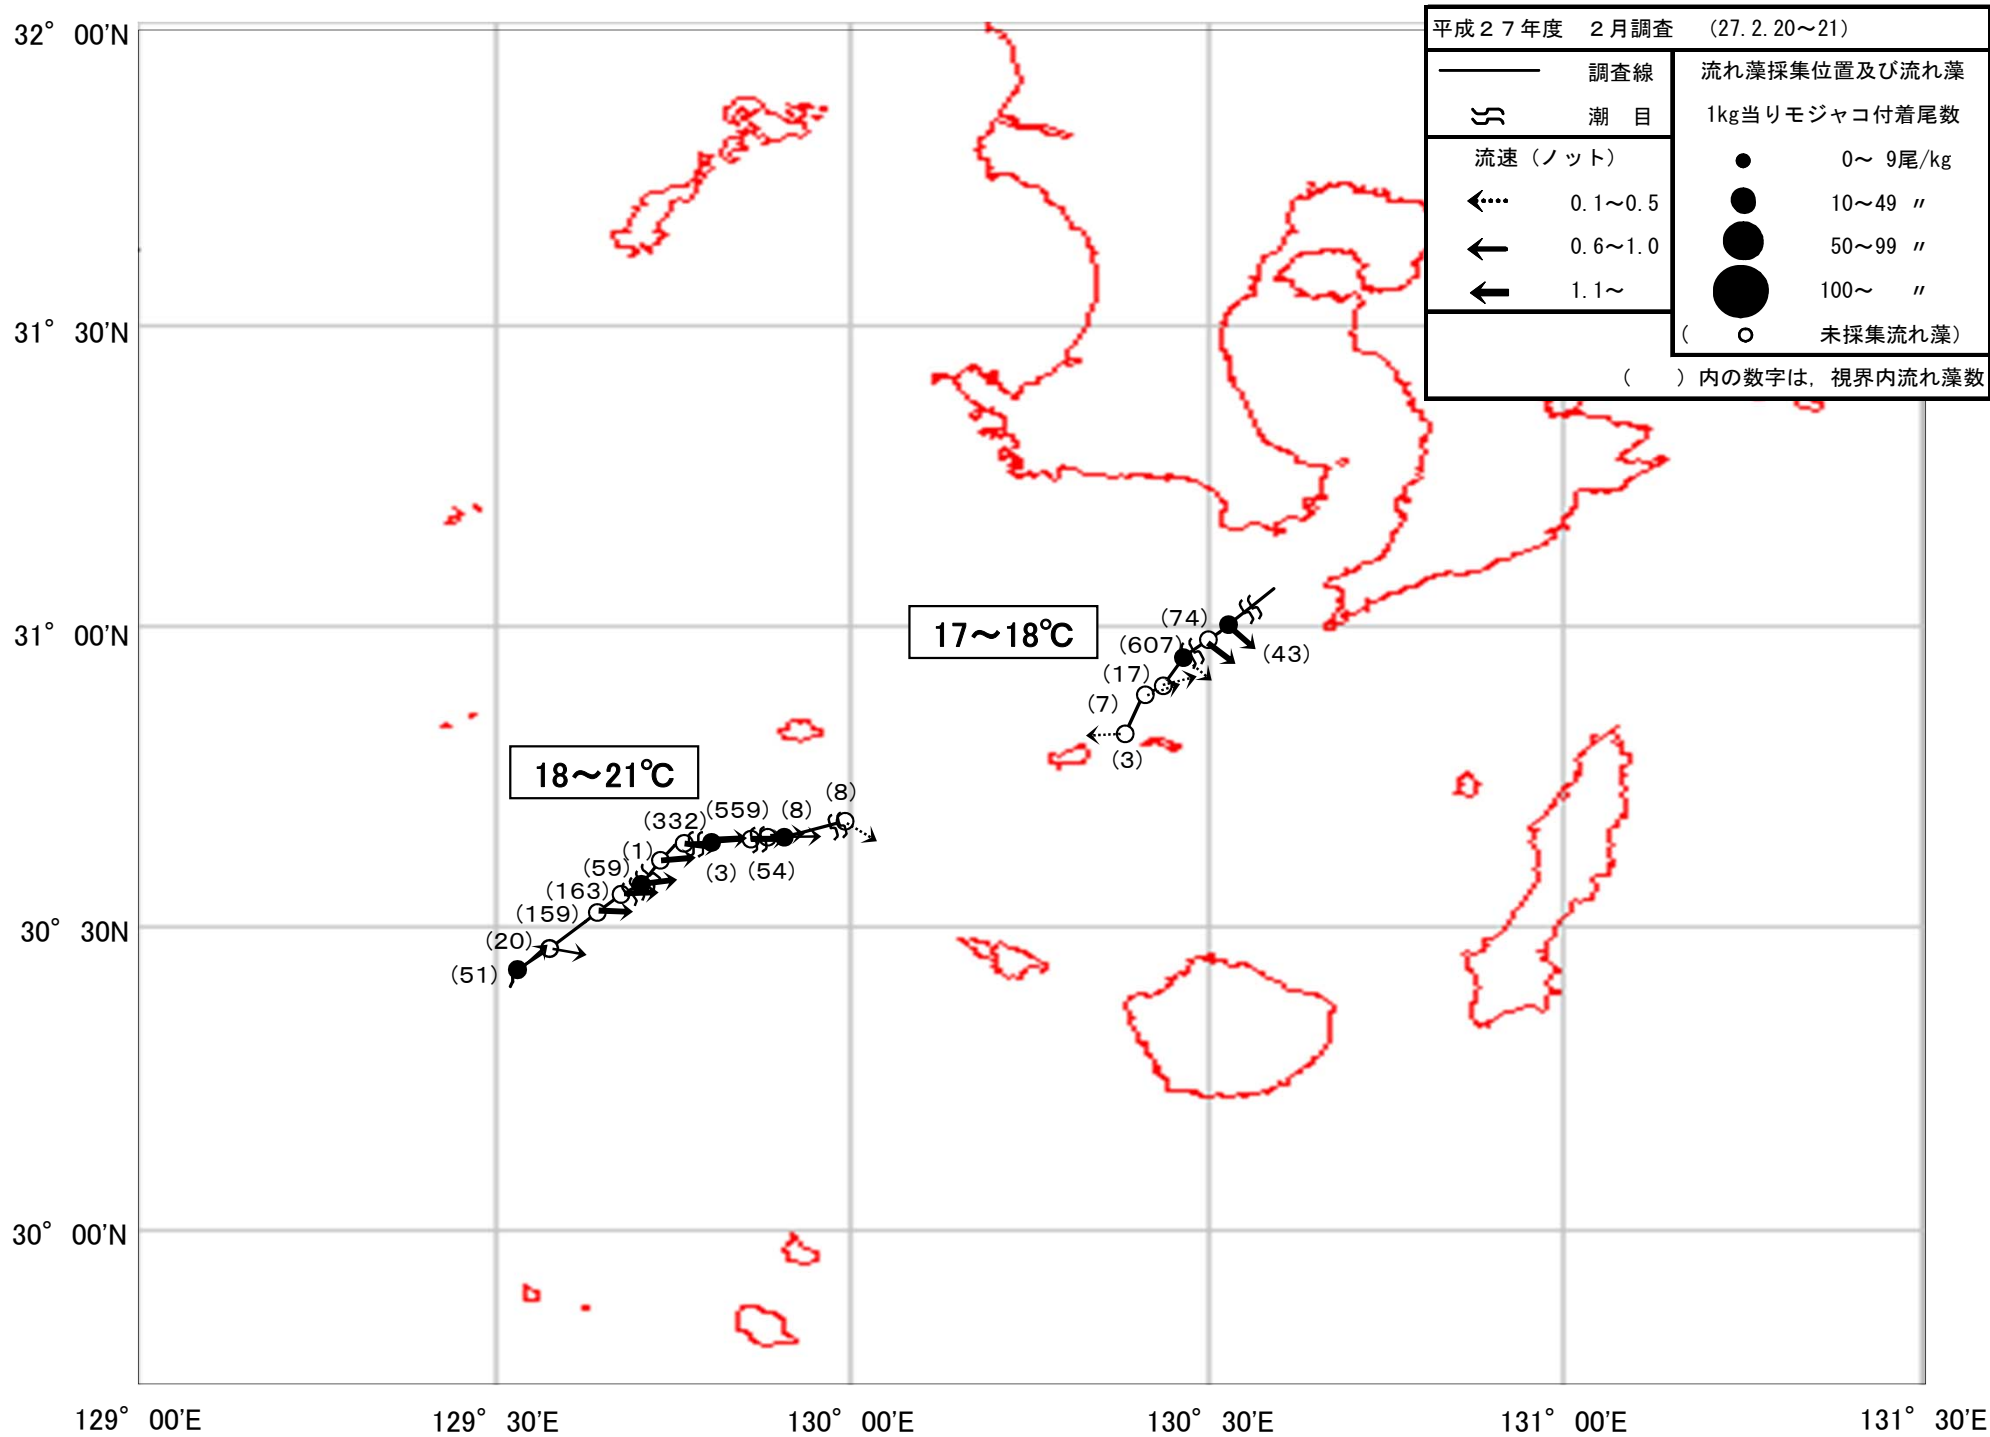 平成２７年度　２月調査　（27.2.20～21）
調査線
潮　目
流速（ノット）
0.1～0.5
0.6～1.0
1.1～
流れ藻採集位置及び流れ藻
1kg当りモジャコ付着尾数
0～ 9尾/kg
10～49 〃
50～99 〃
100～　〃
（　　未採集流れ藻）
（　　）内の数字は，視界内流れ藻数
32° 00'N
31° 30'N
31° 00'N
30° 30N
30° 00'N
17～18℃
(74)
(607)
(43)
(17)
(7)
(3)
18～21℃
(8)
(559)
(8)
(332)
(1)
(3)
(54)
(59)
(163)
(159)
(20)
(51)
129° 00'E
129° 30'E
130° 00'E
130° 30'E
131° 00'E
131° 30'E